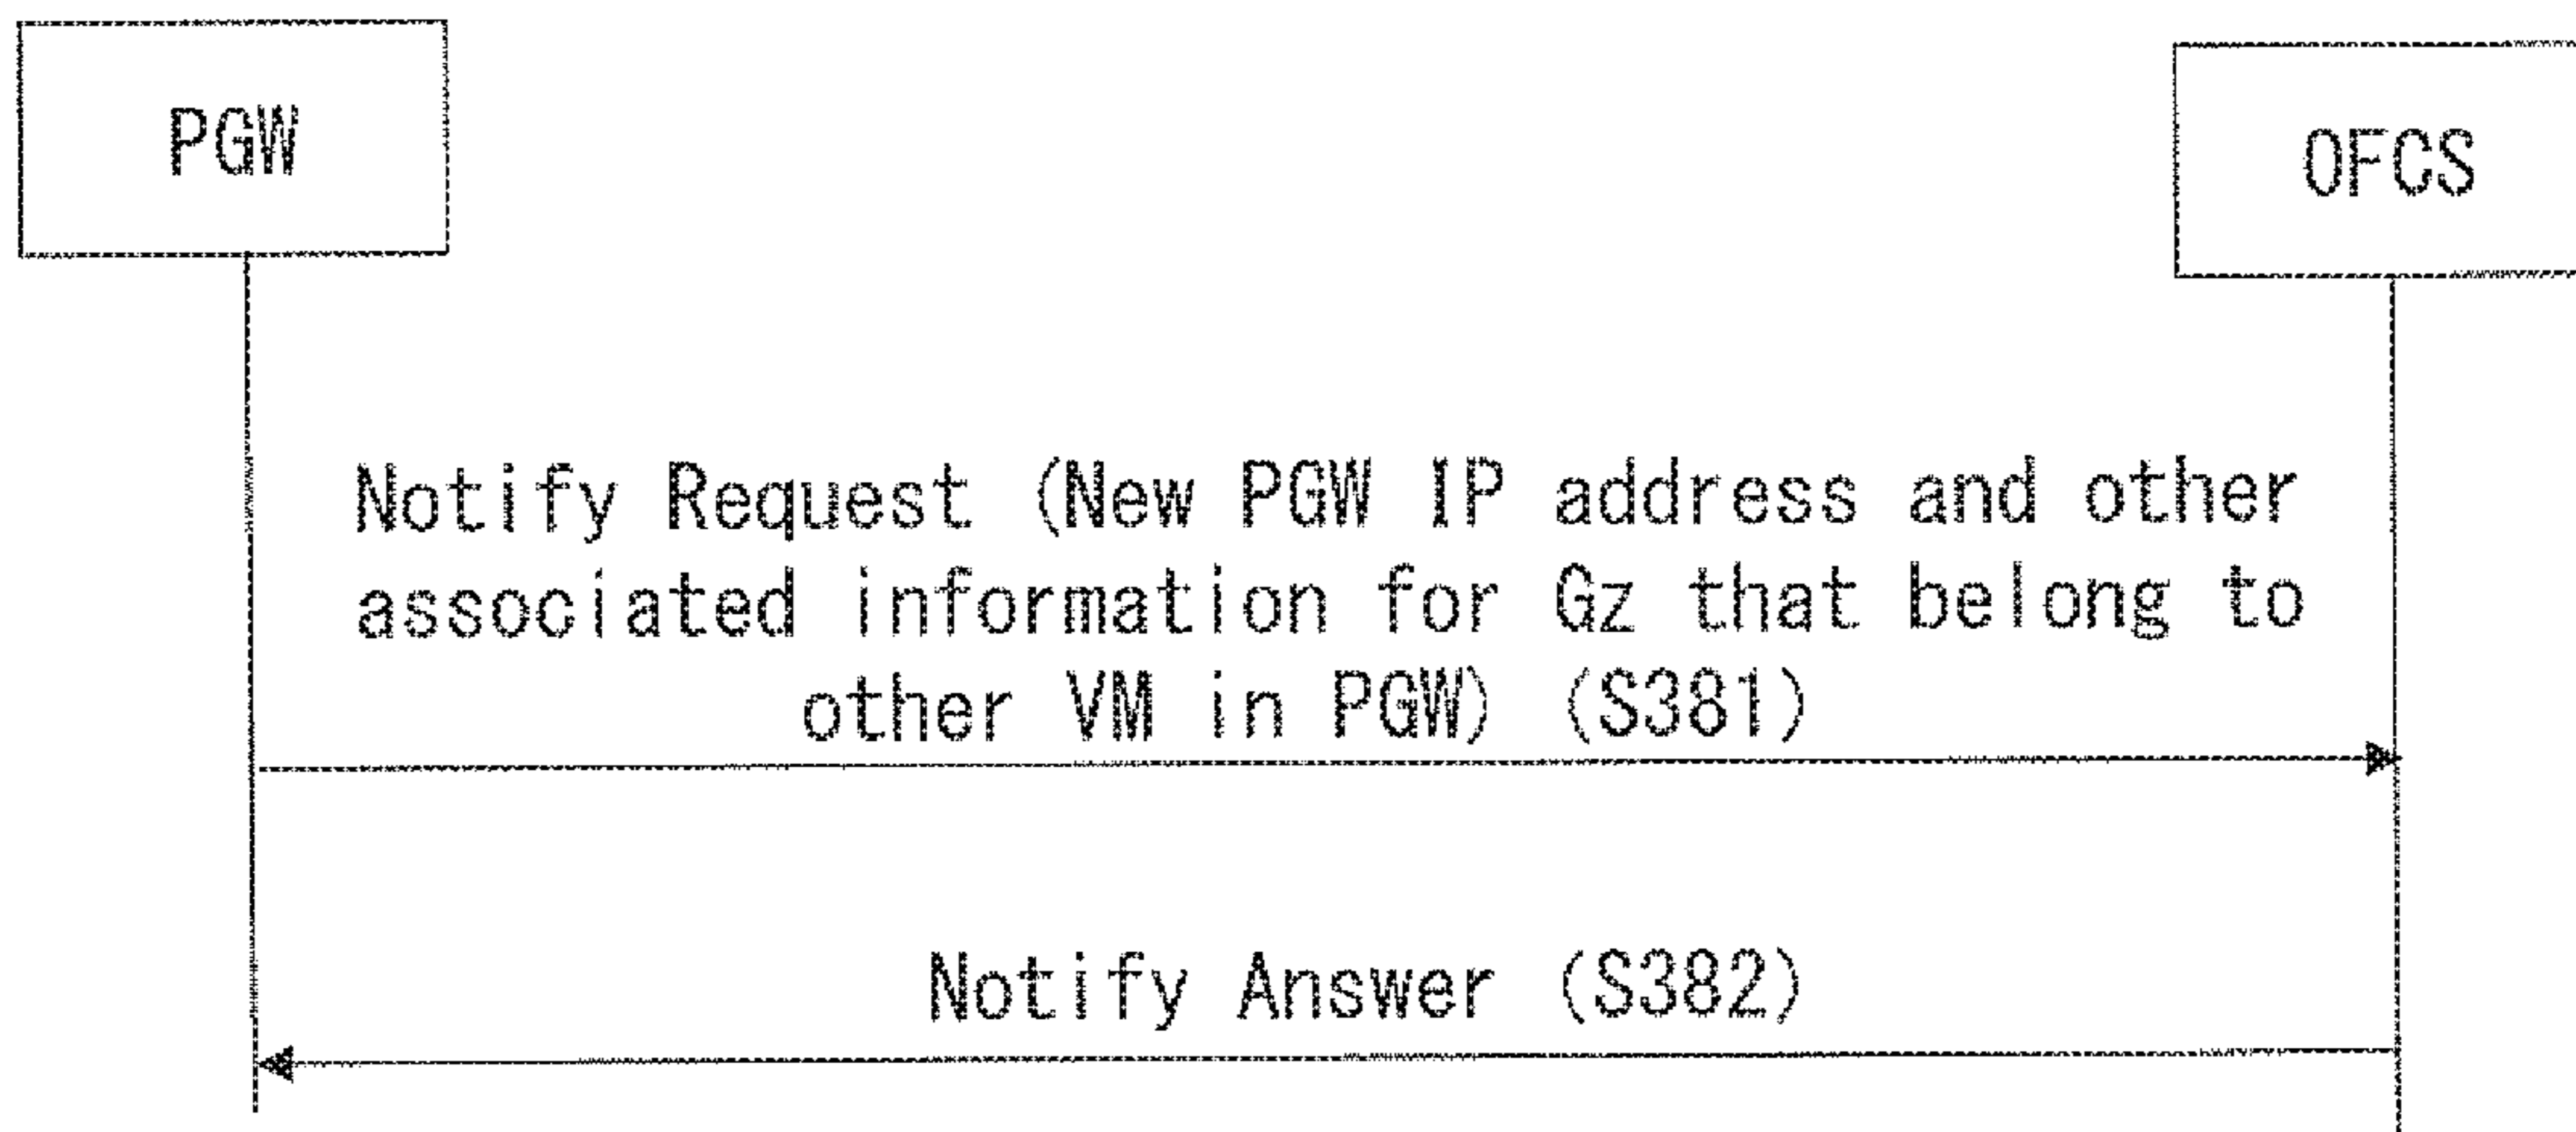 PGW
OFCS
Notify Request (New PGW IP address and other
associated information for Gz that belong to
other VM in PGW) (S381)
Notify Answer (S382)